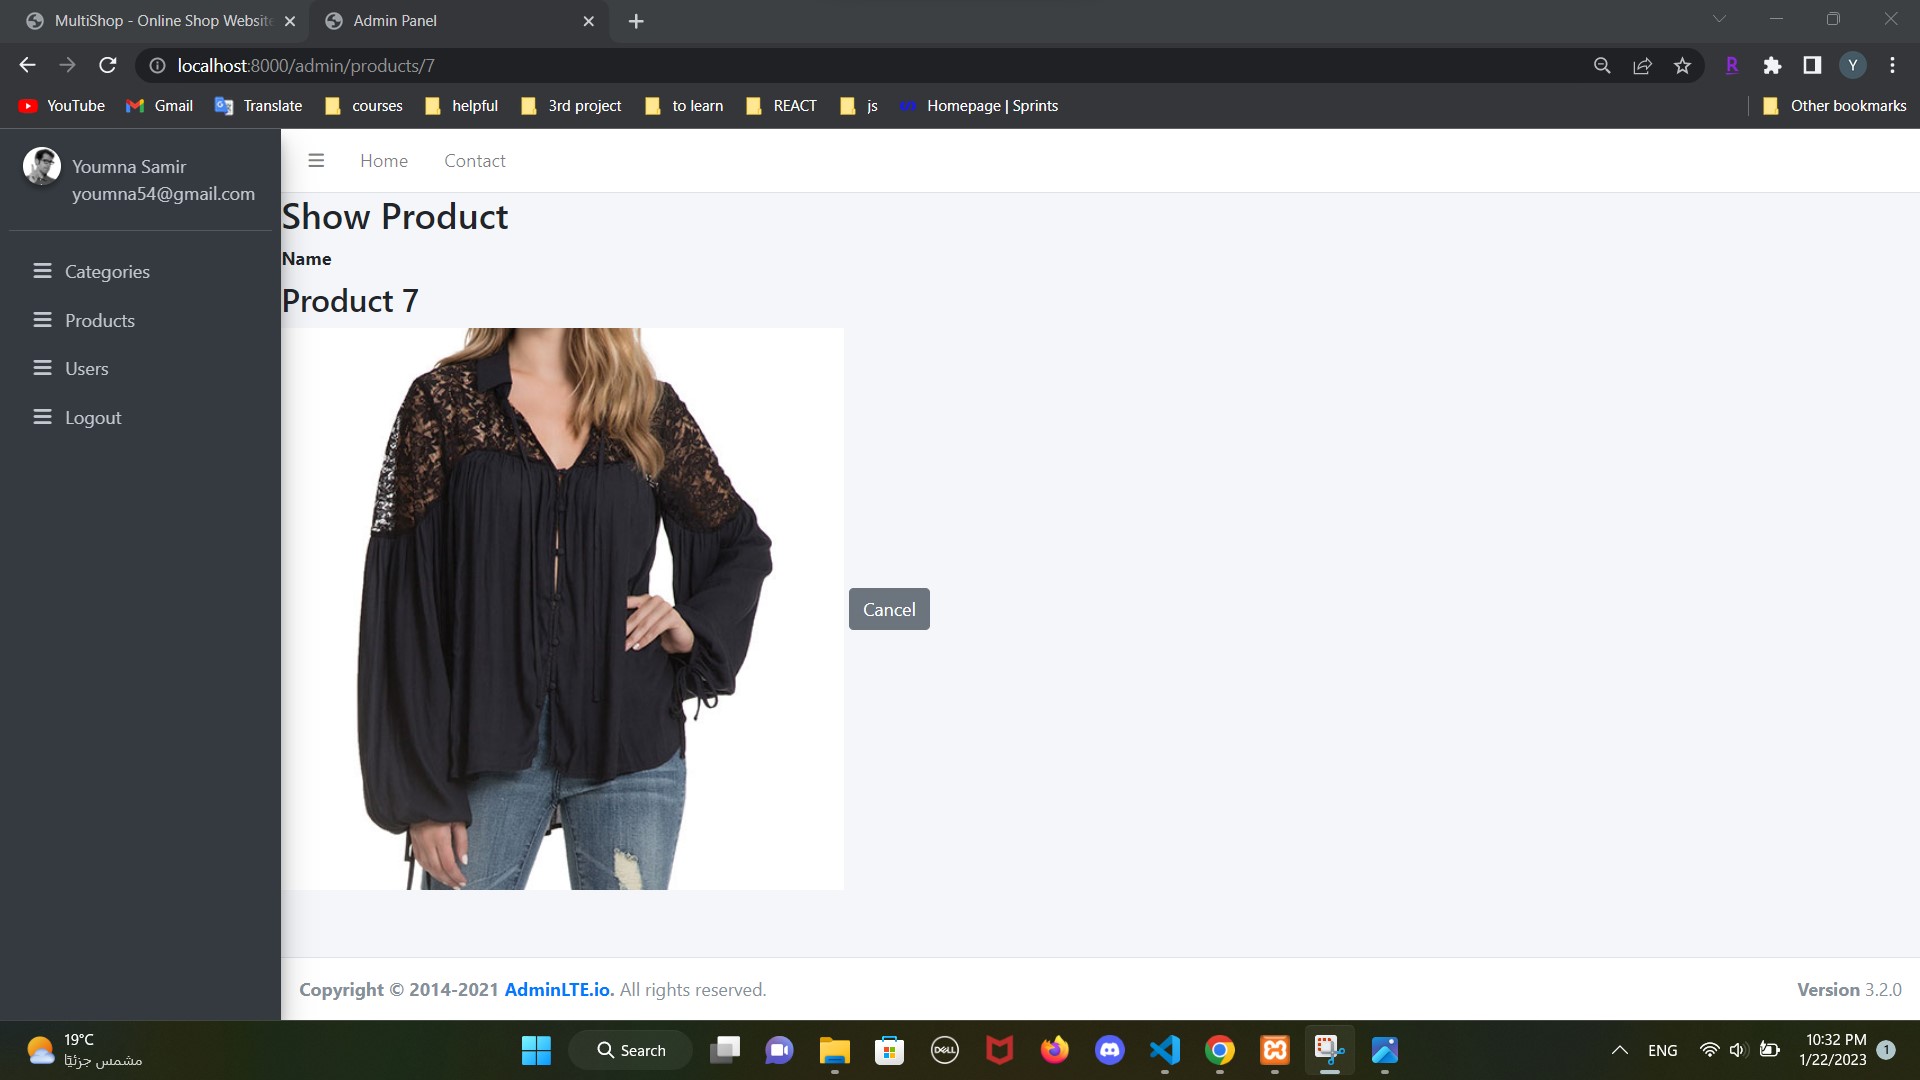 MultiShop - Online Shop Website
Admin Panel
localhost:8000/admin/products/7
R
Y
YouTube
Gmail
Translate
courses
helpful
3rd project
to learn
REACT
js
Homepage | Sprints
Other bookmarks
Youmna Samir
youmna54@gmail.com
Categories
Products
Users
Logout
Home
Contact
Show Product
Name
Product 7
Cancel
Copyright © 2014-2021 AdminLTE.io. All rights reserved.
Version 3.2.0
19°C
مشمس جزئيًا
Search
DELL
ENG
10:32 PM
1/22/2023
1